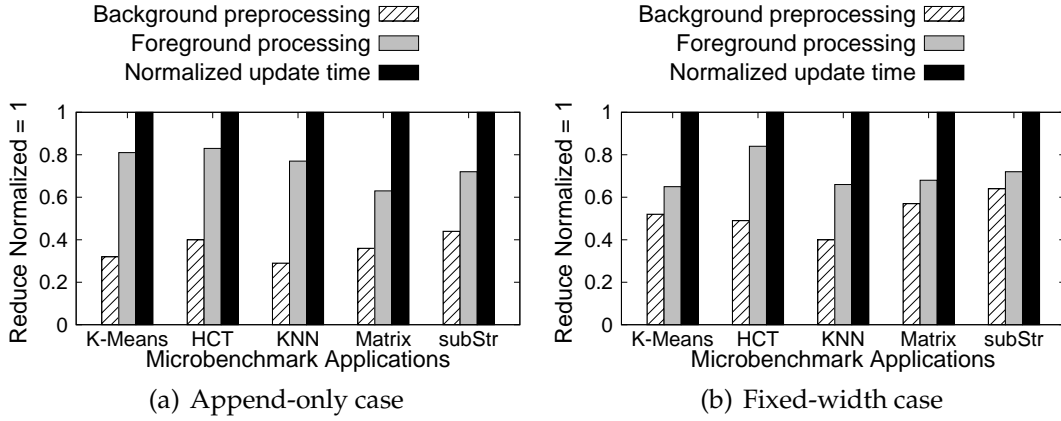 Background preprocessing
Foreground processing
Normalized update time
Reduce Normalized = 1
1
0.8
0.6
0.4
0.2
0
K-Means HCT KNN Matrix subStr
Microbenchmark Applications
(a) Append-only case
Background preprocessing
Foreground processing
Normalized update time
Reduce Normalized = 1
1
0.8
0.6
0.4
0.2
0
K-Means HCT KNN Matrix subStr
Microbenchmark Applications
(b) Fixed-width case